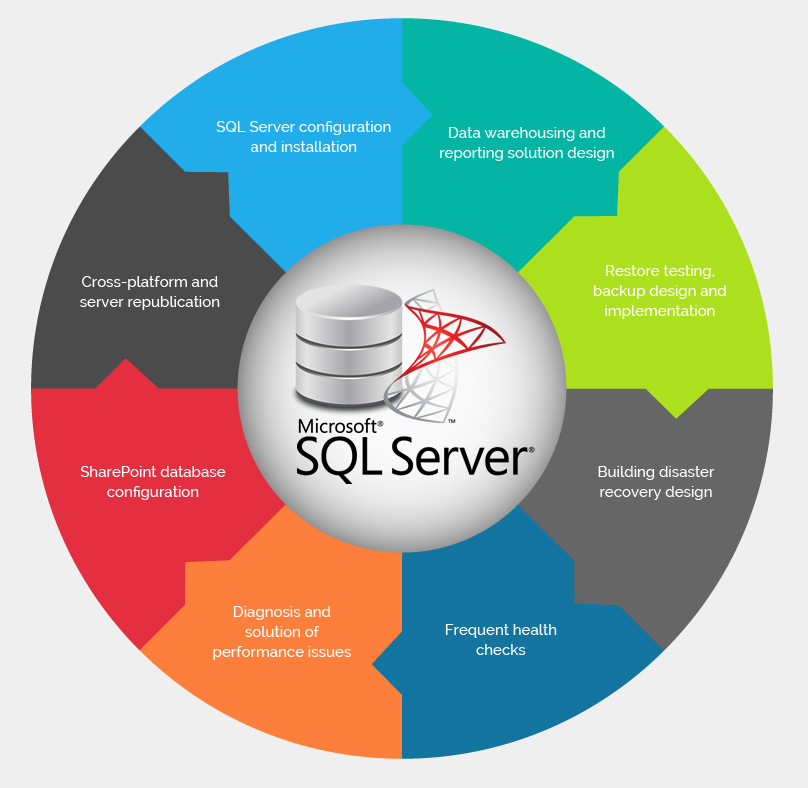 SQL Server configuration
and installation
Data warehousing and
reporting solution design
Restore testing,
backup design and
implementation
Building disaster
recovery design
Frequent health
checks
Diagnosis and
solution of
performance issues
SharePoint database
configuration
Cross-platform and
server republication
Microsoft®
SQL Server®
™